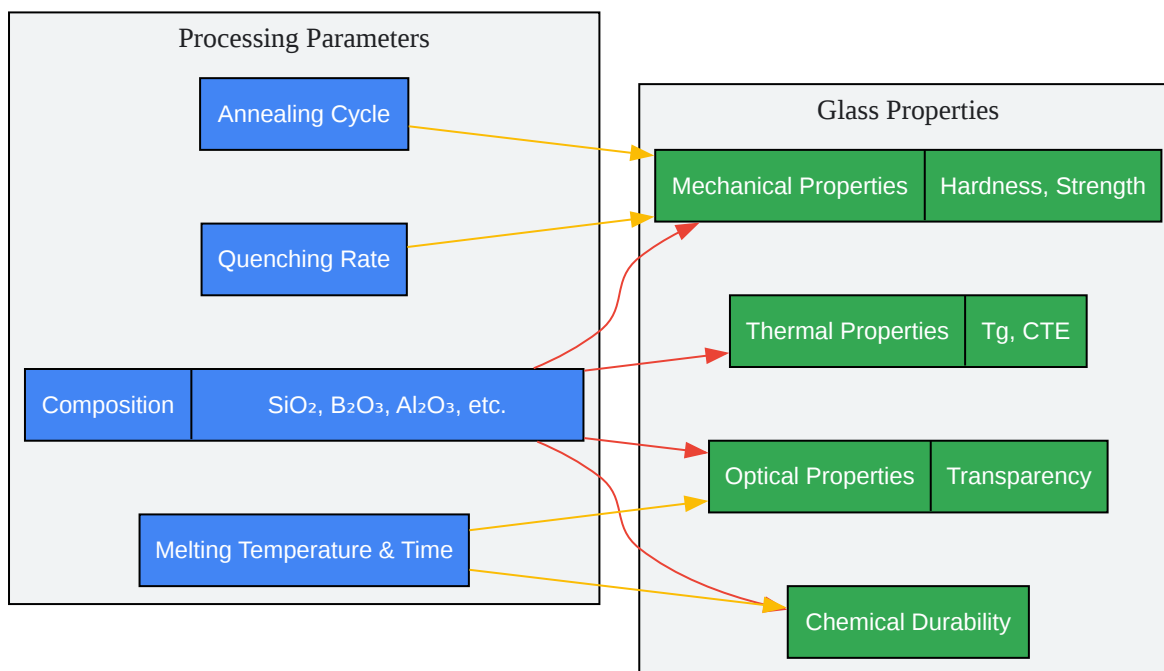 Processing Parameters
Annealing Cycle
Quenching Rate
Composition
SiO₂, B₂O₃, Al₂O₃, etc.
Melting Temperature & Time
Glass Properties
Mechanical Properties
Hardness, Strength
Thermal Properties
Tg, CTE
Optical Properties
Transparency
Chemical Durability